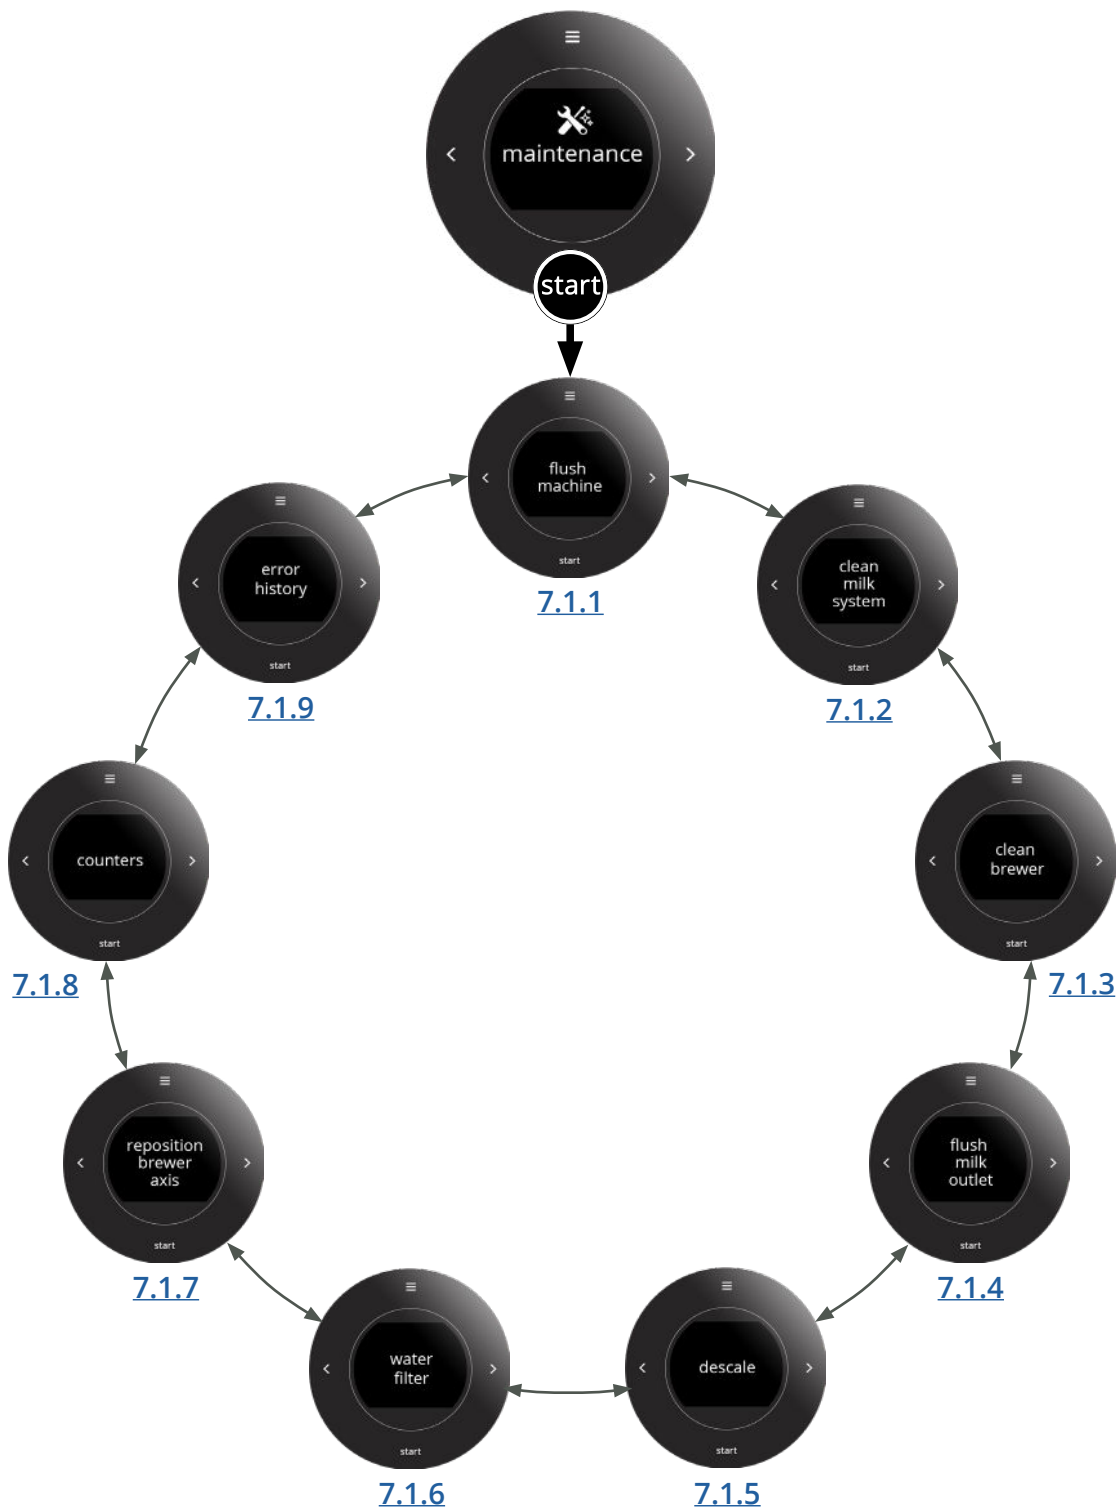 maintenance
start
flush
machine
start
7.1.1
clean
milk
system
start
7.1.2
clean
brewer
start
7.1.3
flush
milk
outlet
start
7.1.4
descale
start
7.1.5
water
filter
start
7.1.6
reposition
brewer
axis
start
7.1.7
counters
start
7.1.8
error
history
start
7.1.9